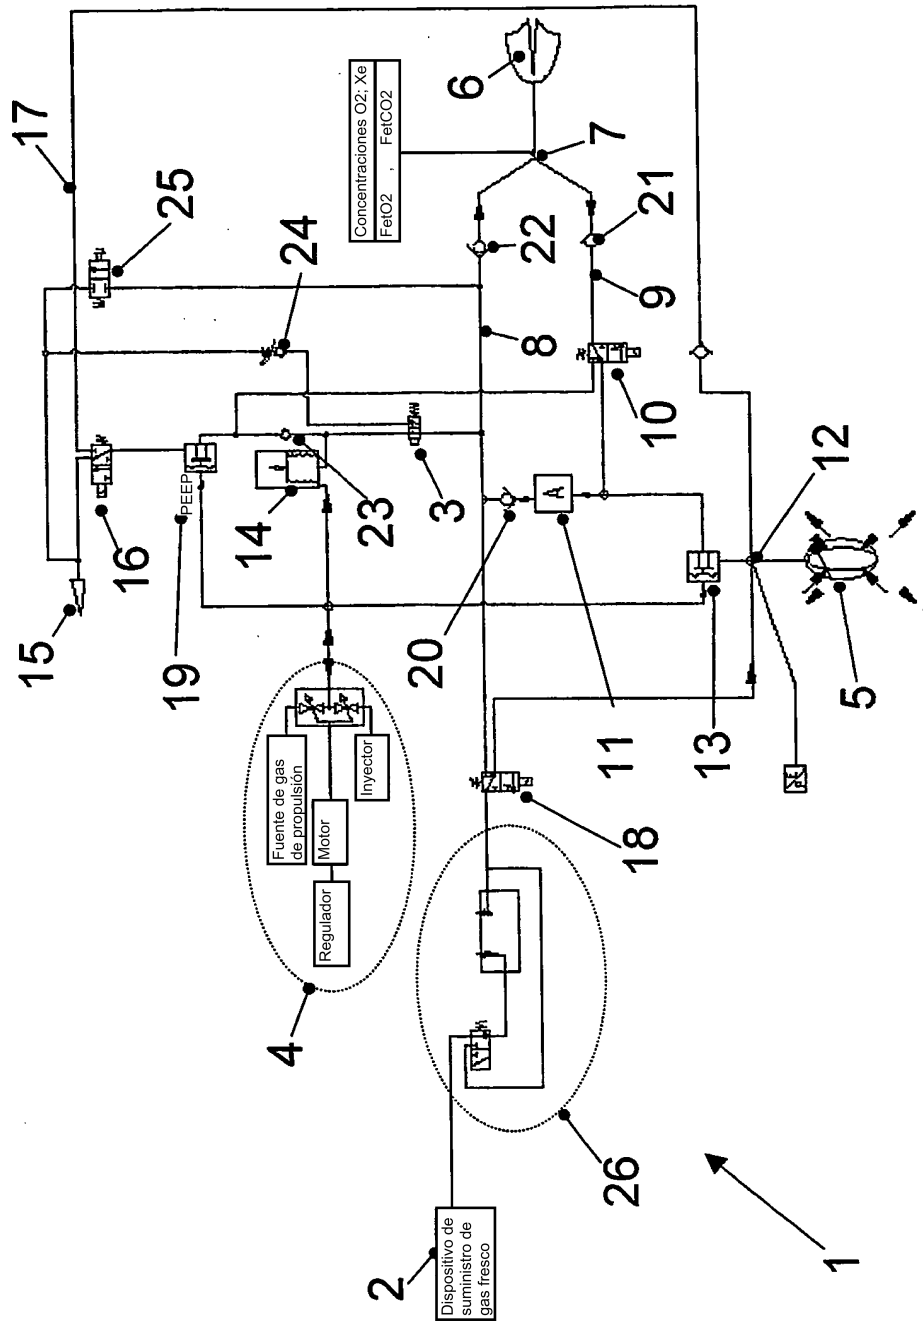 17
25
24
Concentraciones O2; Xe
FetO2 , FetCO2
6
7
22
21
8
9
10
3
23
14
16
PEEP
19
15
20
11
12
13
5
18
Fuente de gas
de propulsión
Motor
Inyector
Regulador
4
26
2
Dispositivo de
suministro de
gas fresco
1
A